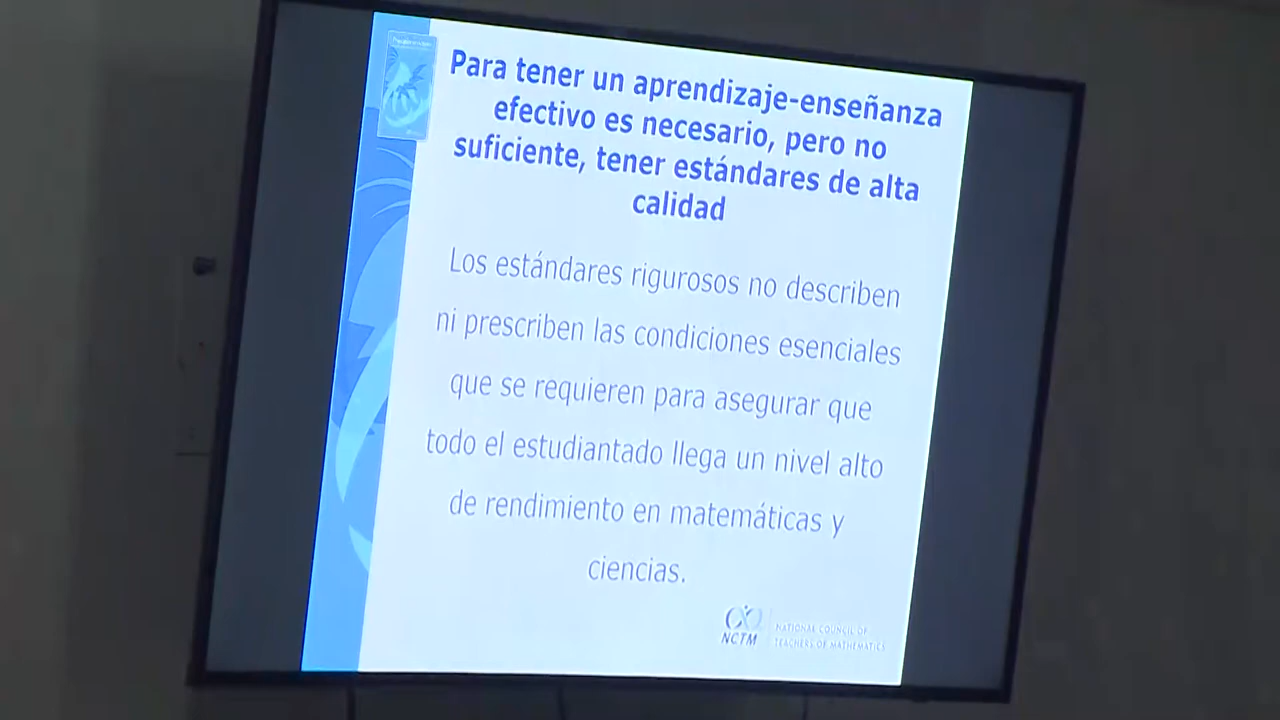 Para tener un aprendizaje-enseñanza
efectivo es necesario, pero no
suficiente, tener estándares de alta
calidad
Los estándares rigurosos no describen
ni prescriben las condiciones esenciales
que se requieren para asegurar que
todo el estudiantado llega un nivel alto
de rendimiento en matemáticas y
ciencias.
NCTM
NATIONAL COUNCIL OF
TEACHERS OF MATHEMATICS